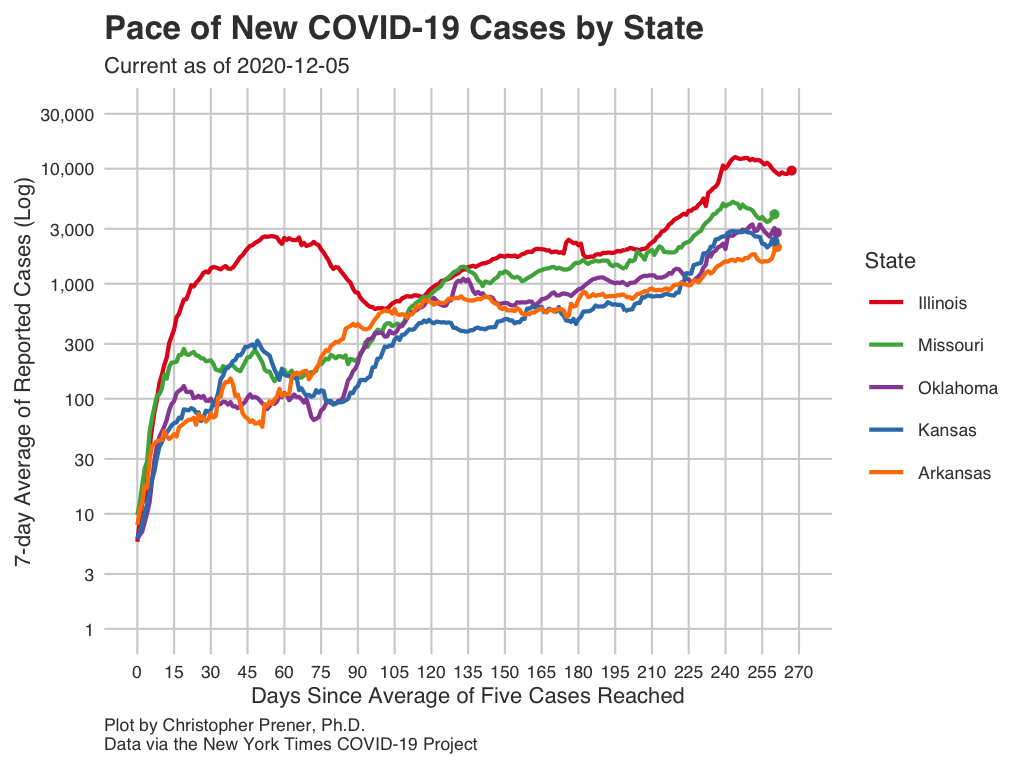 Pace of New COVID-19 Cases by State
Current as of 2020-12-05
7-day Average of Reported Cases (Log)
30,000
10,000
3,000
1,000
300
100
30
10
3
1
0 15 30 45 60 75 90 105 120 135 150 165 180 195 210 225 240 255 270
Days Since Average of Five Cases Reached
State
Illinois
Missouri
Oklahoma
Kansas
Arkansas
Plot by Christopher Prener, Ph.D.
Data via the New York Times COVID-19 Project